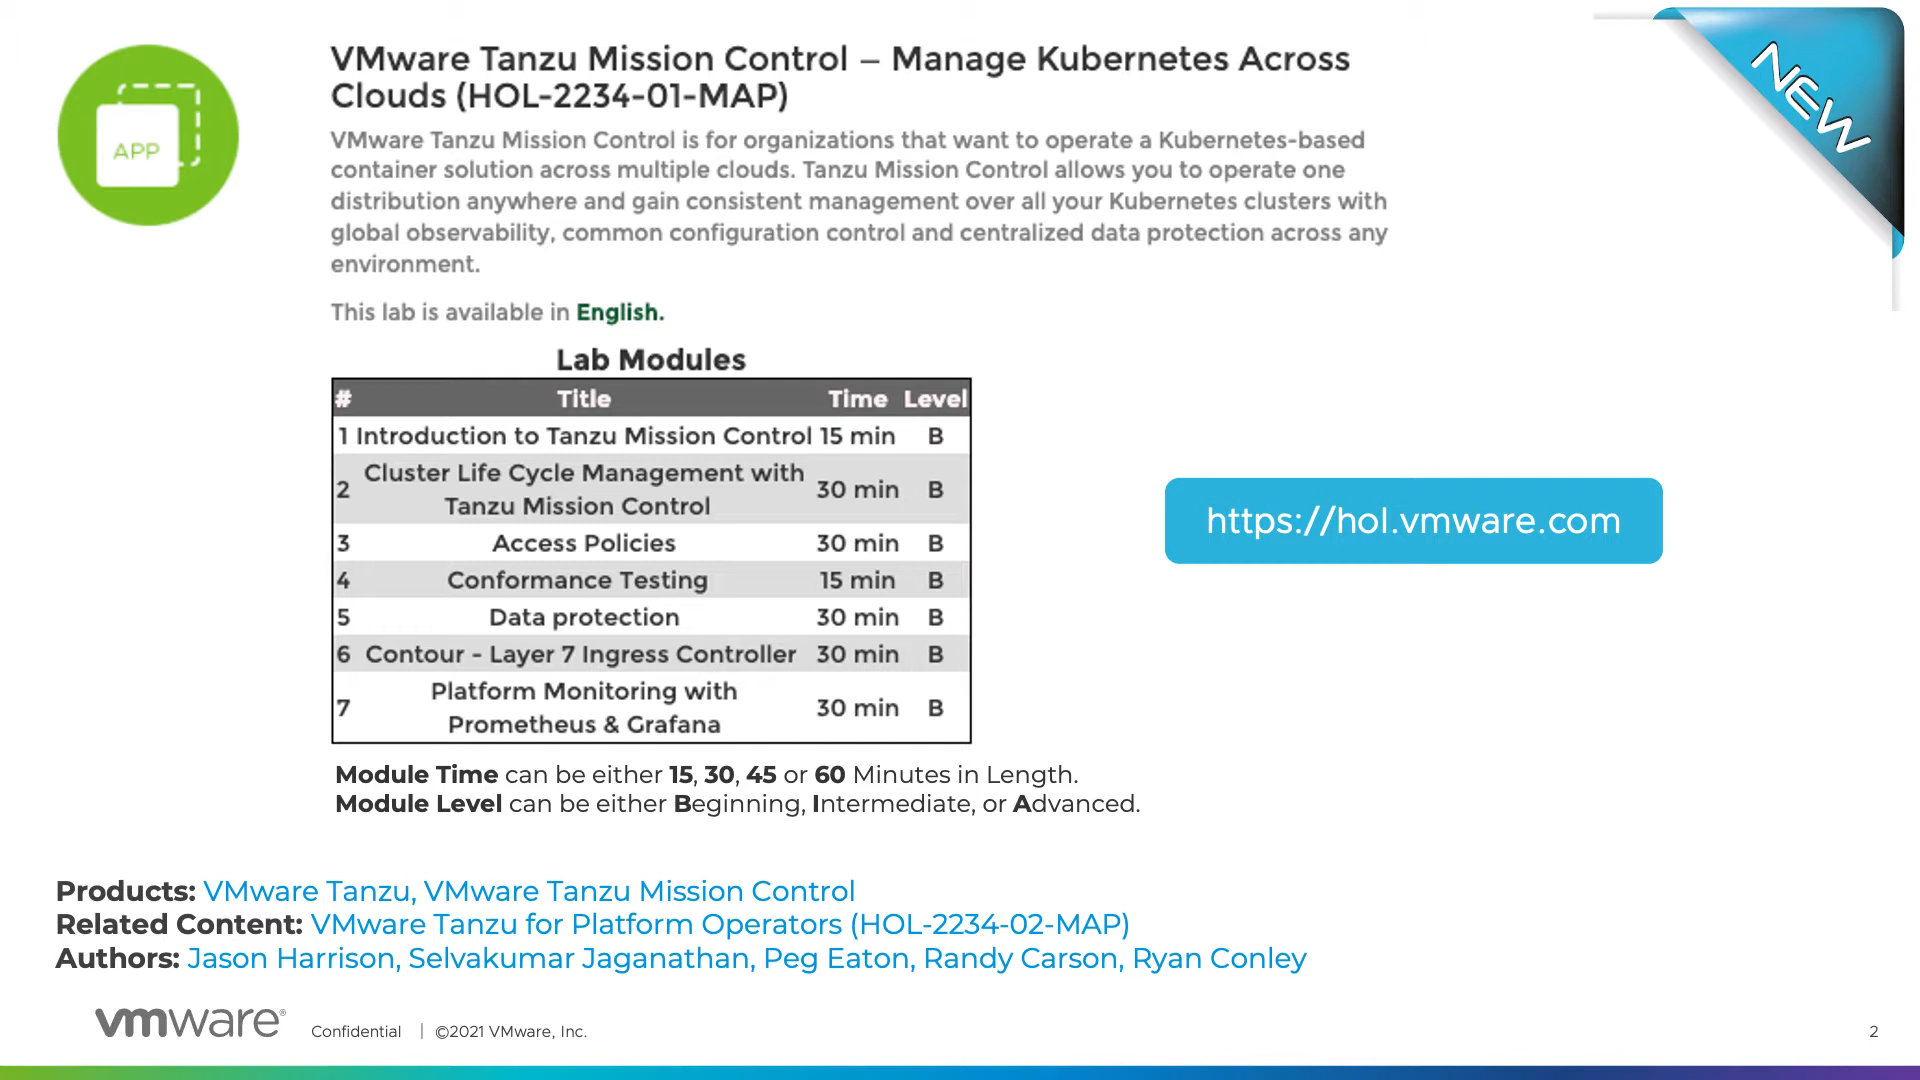 APP
VMware Tanzu Mission Control – Manage Kubernetes Across
Clouds (HOL-2234-01-MAP)
NEW
VMware Tanzu Mission Control is for organizations that want to operate a Kubernetes-based
container solution across multiple clouds. Tanzu Mission Control allows you to operate one
distribution anywhere and gain consistent management over all your Kubernetes clusters with
global observability, common configuration control and centralized data protection across any
environment.
This lab is available in English.
Lab Modules
# Title Time Level
1 Introduction to Tanzu Mission Control 15 min B
2 Cluster Life Cycle Management with
Tanzu Mission Control 30 min B
3 Access Policies 30 min B
4 Conformance Testing 15 min B
5 Data protection 30 min B
6 Contour - Layer 7 Ingress Controller 30 min B
7 Platform Monitoring with
Prometheus & Grafana 30 min B
https://hol.vmware.com
Module Time can be either 15, 30, 45 or 60 Minutes in Length.
Module Level can be either Beginning, Intermediate, or Advanced.
Products: VMware Tanzu, VMware Tanzu Mission Control
Related Content: VMware Tanzu for Platform Operators (HOL-2234-02-MAP)
Authors: Jason Harrison, Selvakumar Jaganathan, Peg Eaton, Randy Carson, Ryan Conley
vmware® Confidential | ©2021 VMware, Inc. 2